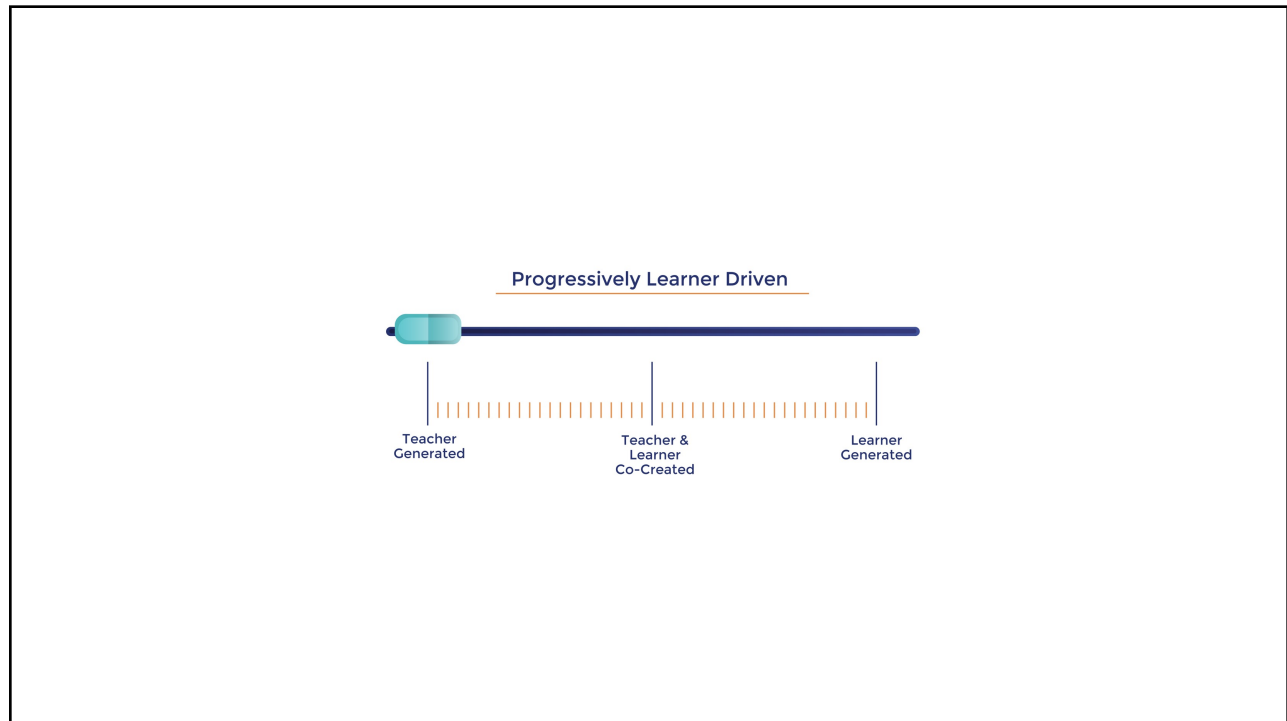 Progressively Learner Driven
Teacher
Generated
Teacher &
Learner
Co-Created
Learner
Generated